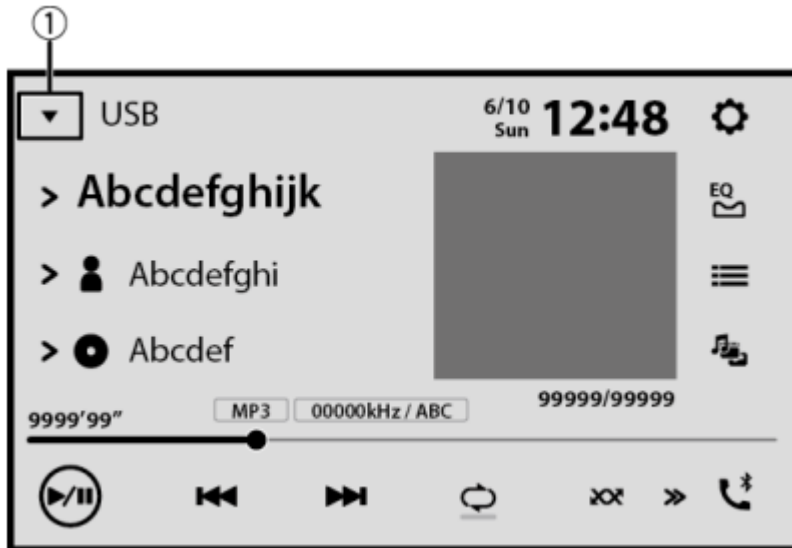 ①
USB
6/10
Sun
12:48
Abcdefghijk
EQ
Abcdefghi
Abcdef
99999/99999
9999'99"
MP3
00000kHz / ABC